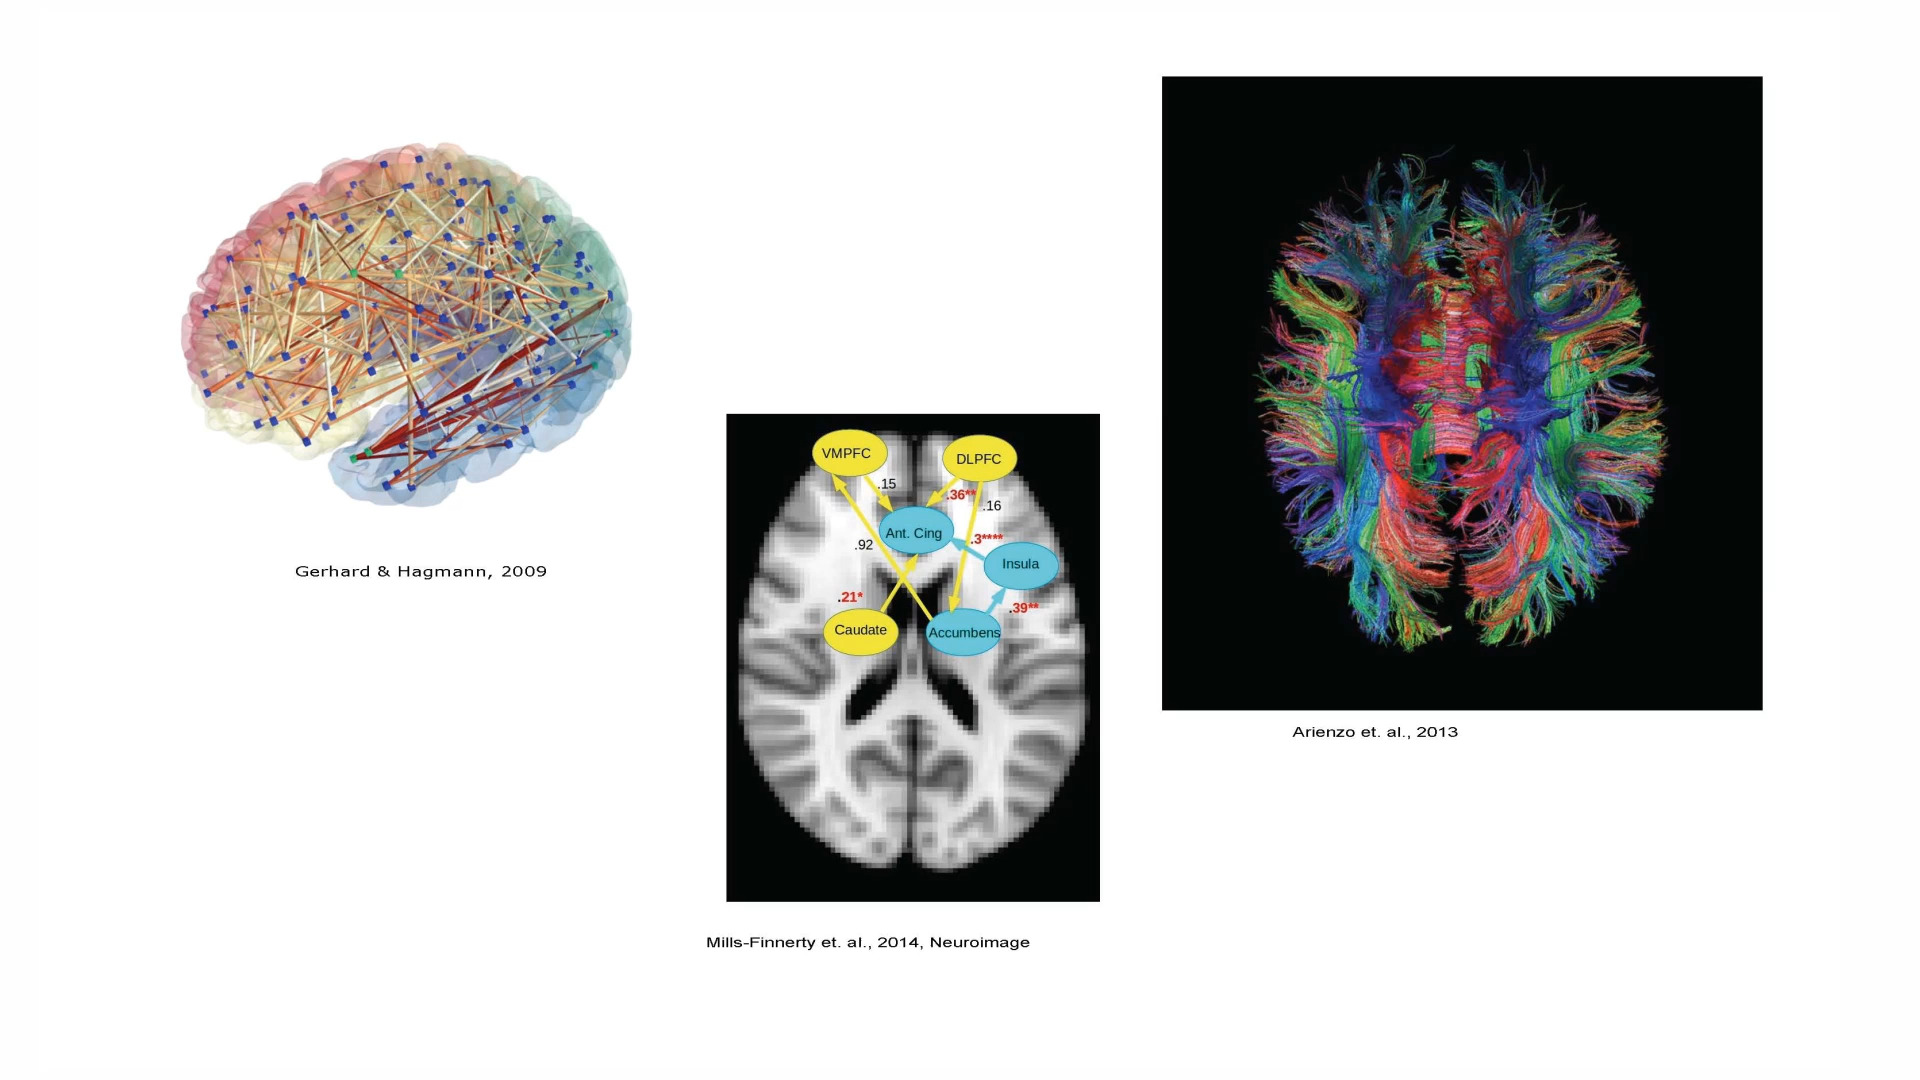 VMPFC
DLPFC
.15
.36**
.16
Ant. Cing
.3****
.92
Insula
.21*
.39**
Caudate
Accumbens
Gerhard & Hagmann, 2009
Arienzo et. al., 2013
Mills-Finnerty et. al., 2014, Neuroimage